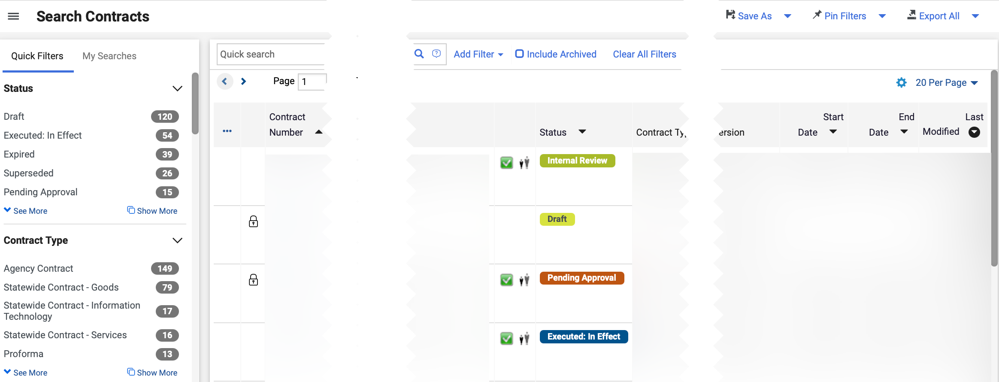 Search Contracts
Save As
Pin Filters
Export All
Quick Filters
My Searches
Quick search
Add Filter
Include Archived
Clear All Filters
Page 1
20 Per Page
Status
Draft 120
Executed: In Effect 54
Expired 39
Superseded 26
Pending Approval 15
See More
Show More
Contract Type
Agency Contract 149
Statewide Contract - Goods 79
Statewide Contract - Information
Technology 17
Statewide Contract - Services 16
Proforma 13
See More
Show More
Contract
Number
Status
Contract Ty
ersion
Start
Date
End
Date
Last
Modified
Internal Review
Draft
Pending Approval
Executed: In Effect